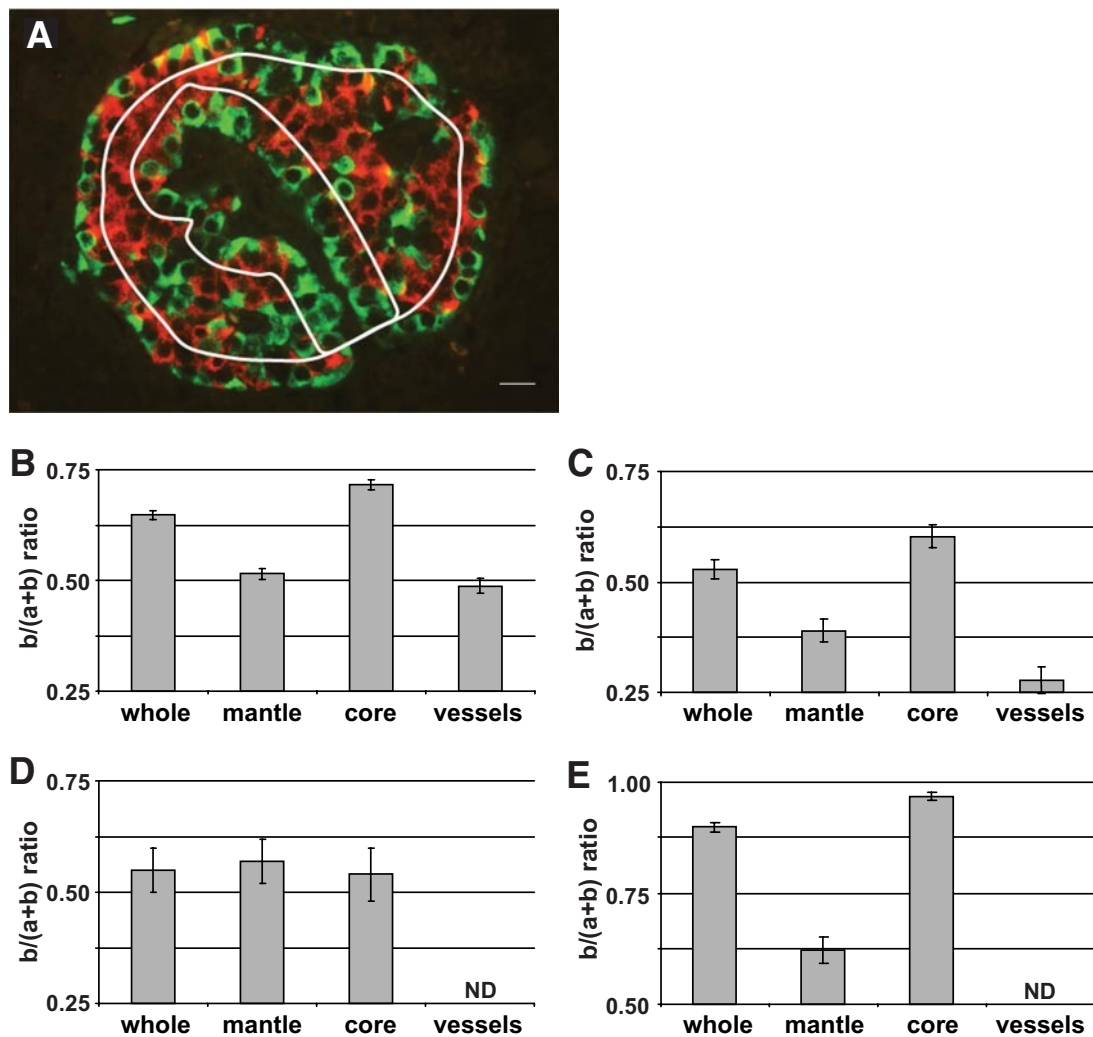 A
B
0.75
0.50
0.25
b/(a+b) ratio
whole mantle core vessels
C
0.75
0.50
0.25
b/(a+b) ratio
whole mantle core vessels
D
0.75
0.50
0.25
b/(a+b) ratio
ND
whole mantle core vessels
E
1.00
0.75
0.50
b/(a+b) ratio
ND
whole mantle core vessels